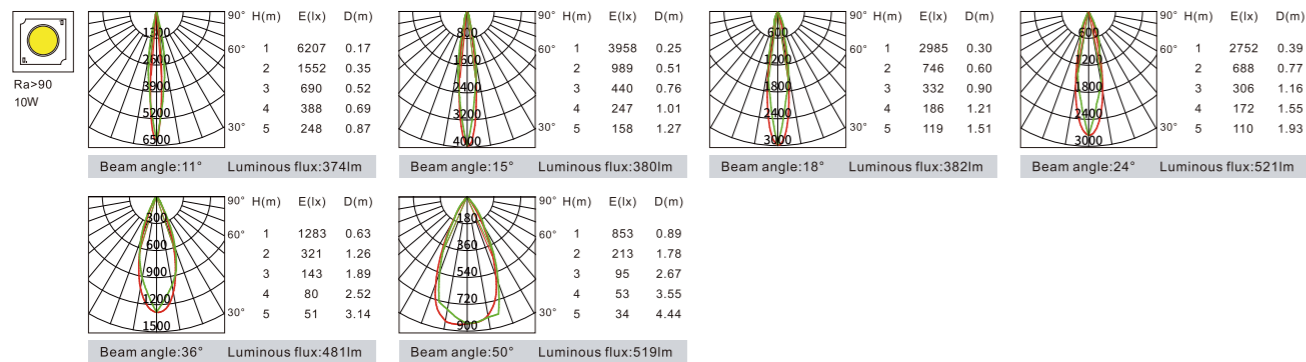 Ra>90
10W
90° H(m) E(lx) D(m)
60°
30°
1300
2600
3900
5200
6500
1 6207 0.17
2 1552 0.35
3 690 0.52
4 388 0.69
5 248 0.87
Beam angle:11° Luminous flux:374lm
90° H(m) E(lx) D(m)
60°
30°
800
1600
2400
3200
4000
1 3958 0.25
2 989 0.51
3 440 0.76
4 247 1.01
5 158 1.27
Beam angle:15° Luminous flux:380lm
90° H(m) E(lx) D(m)
60°
30°
600
1200
1800
2400
3000
1 2985 0.30
2 746 0.60
3 332 0.90
4 186 1.21
5 119 1.51
Beam angle:18° Luminous flux:382lm
90° H(m) E(lx) D(m)
60°
30°
600
1200
1800
2400
3000
1 2752 0.39
2 688 0.77
3 306 1.16
4 172 1.55
5 110 1.93
Beam angle:24° Luminous flux:521lm
90° H(m) E(lx) D(m)
60°
30°
300
600
900
1200
1500
1 1283 0.63
2 321 1.26
3 143 1.89
4 80 2.52
5 51 3.14
Beam angle:36° Luminous flux:481lm
90° H(m) E(lx) D(m)
60°
30°
180
360
540
720
900
1 853 0.89
2 213 1.78
3 95 2.67
4 53 3.55
5 34 4.44
Beam angle:50° Luminous flux:519lm